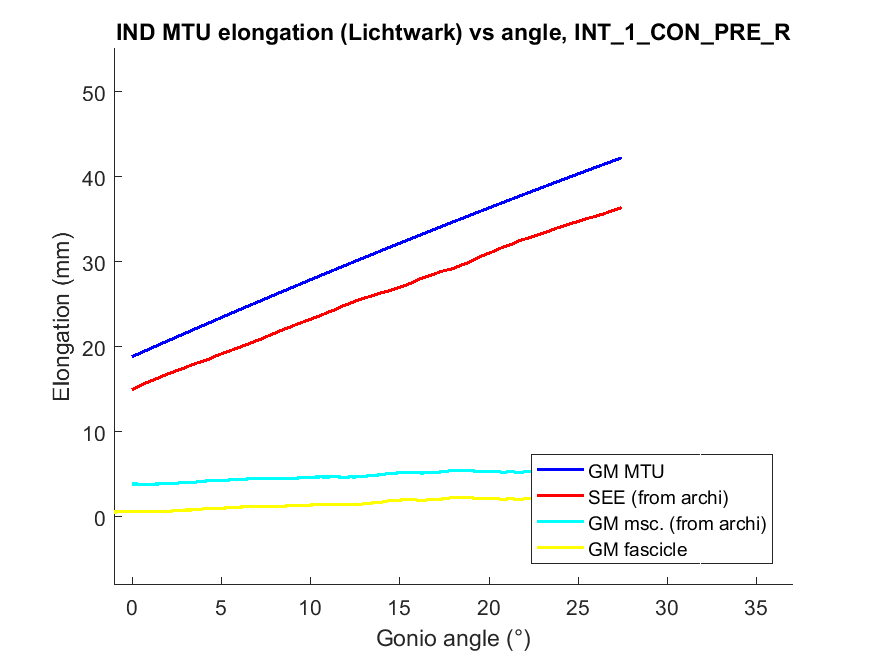 IND MTU elongation (Lichtwark) vs angle, INT_1_CON_PRE_R
Elongation (mm)
50
40
30
20
10
0
0 5 10 15 20 25 30 35
Gonio angle (°)
GM MTU
SEE (from archi)
GM msc. (from archi)
GM fascicle